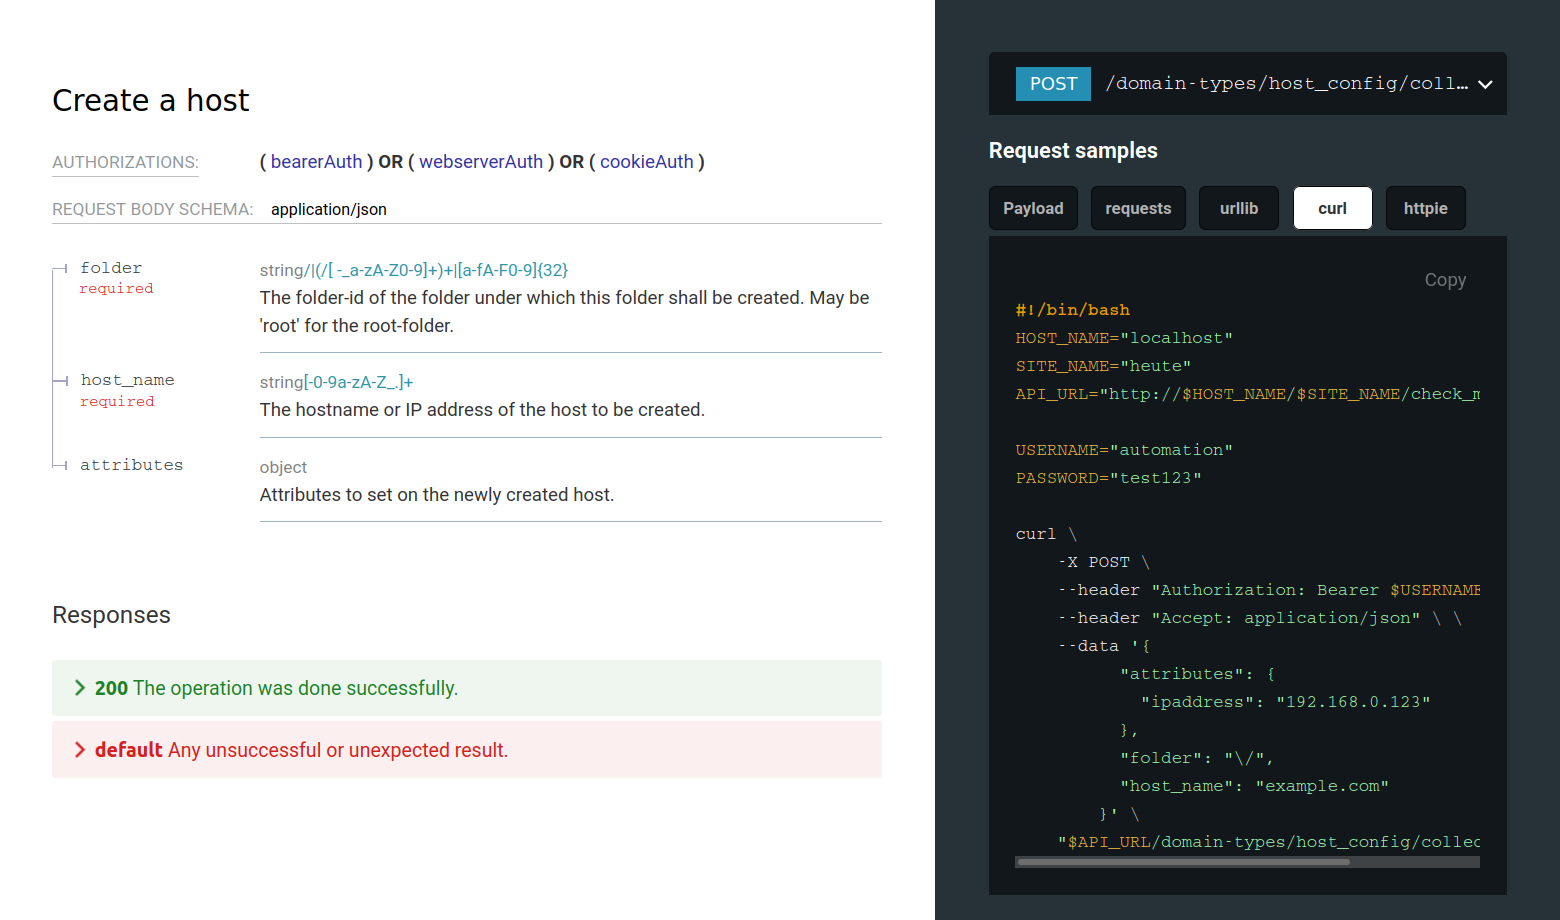 Create a host
AUTHORIZATIONS: ( bearerAuth ) OR ( webserverAuth ) OR ( cookieAuth )
REQUEST BODY SCHEMA: application/json
folder string/|(/[ -_a-zA-Z0-9]+)+|[a-fA-F0-9]{32}
required
The folder-id of the folder under which this folder shall be created. May be
'root' for the root-folder.
host_name string[-0-9a-zA-Z_.]+
required
The hostname or IP address of the host to be created.
attributes object
Attributes to set on the newly created host.
Responses
200 The operation was done successfully.
default Any unsuccessful or unexpected result.
POST /domain-types/host_config/coll…
Request samples
Payload requests urllib curl httpie
Copy
#!/bin/bash
HOST_NAME="localhost"
SITE_NAME="heute"
API_URL="http://$HOST_NAME/$SITE_NAME/check_m
USERNAME="automation"
PASSWORD="test123"
curl \
-X POST \
--header "Authorization: Bearer $USERNAME
--header "Accept: application/json" \ \
--data '{
"attributes": {
"ipaddress": "192.168.0.123"
},
"folder": "\/",
"host_name": "example.com"
}' \
"$API_URL/domain-types/host_config/collec